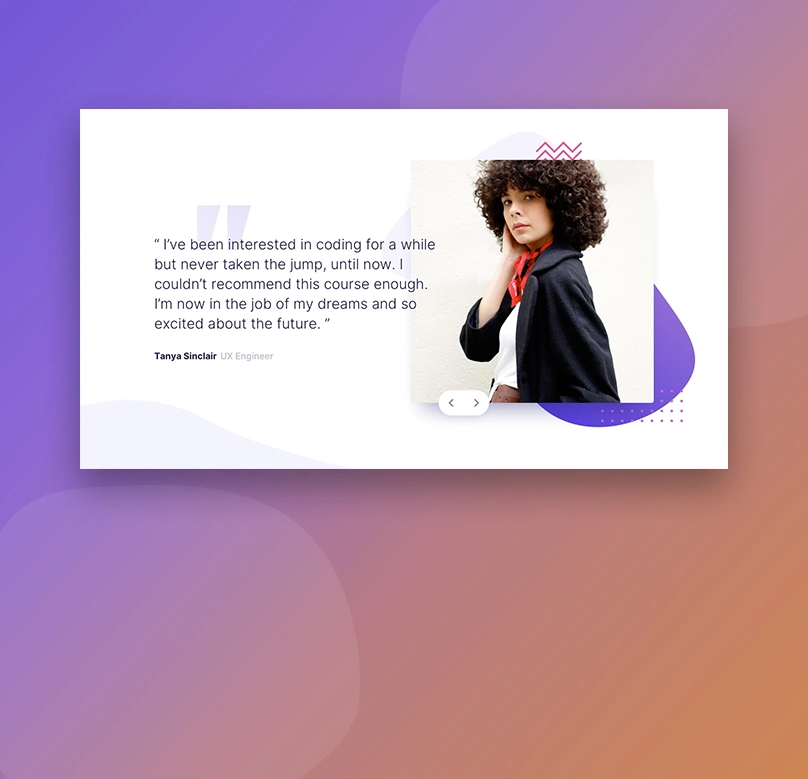 “ I’ve been interested in coding for a while
but never taken the jump, until now. I
couldn’t recommend this course enough.
I’m now in the job of my dreams and so
excited about the future. ”
Tanya Sinclair UX Engineer